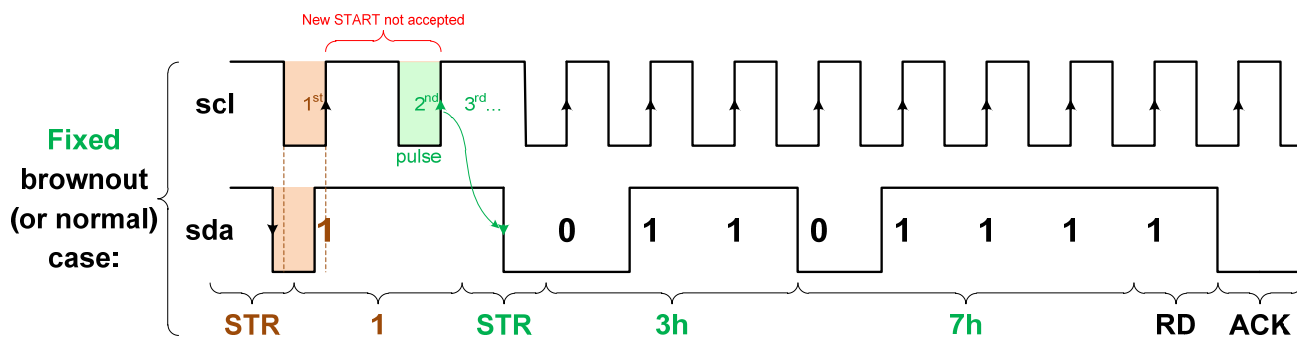 New START not accepted
scl
1st
2nd
3rd...
pulse
Fixed
brownout
(or normal)
case:
sda
1
0 1 1 0 1 1 1 1
STR 1 STR 3h 7h RD ACK